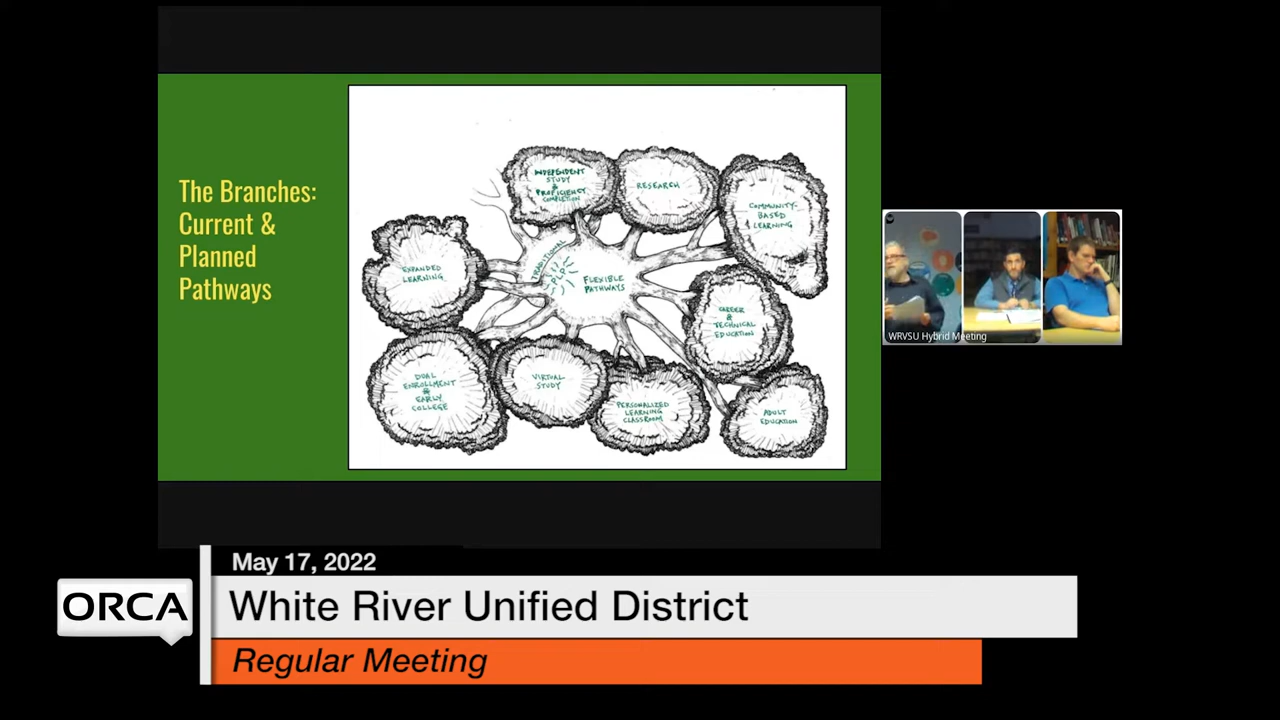 The Branches:
Current &
Planned
Pathways
INDEPENDENT
STUDY
&
PROFICIENCY
COMPLETION
RESEARCH
COMMUNITY-
BASED
LEARNING
EXPANDED
LEARNING
TRADITIONAL
PLP
FLEXIBLE
PATHWAYS
CAREER
&
TECHNICAL
EDUCATION
DUAL
ENROLLMENT
&
EARLY
COLLEGE
VIRTUAL
STUDY
PERSONALIZED
LEARNING
CLASSROOM
ADULT
EDUCATION
WRVSU Hybrid Meeting
May 17, 2022
ORCA
White River Unified District
Regular Meeting